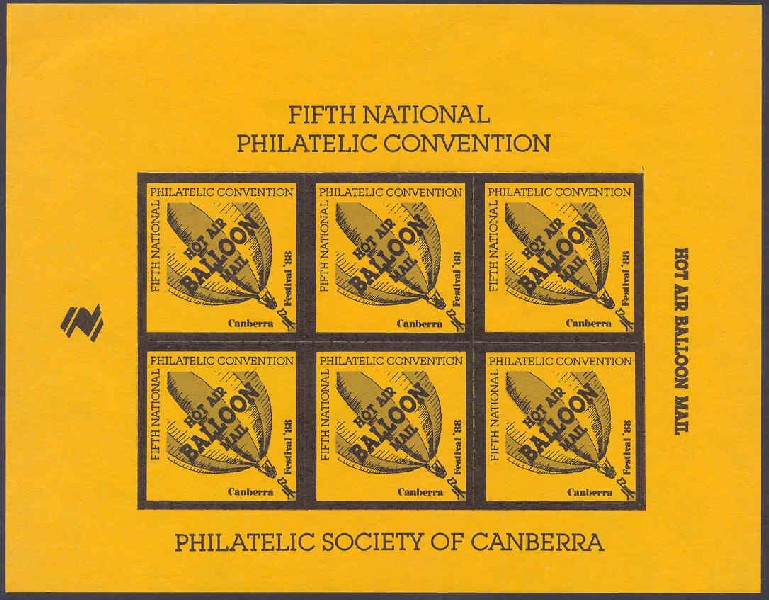 FIFTH NATIONAL
PHILATELIC CONVENTION
PHILATELIC CONVENTION
FIFTH NATIONAL
HOT AIR
BALLOON
MAIL
Festival '88
Canberra
PHILATELIC CONVENTION
FIFTH NATIONAL
HOT AIR
BALLOON
MAIL
Festival '88
Canberra
PHILATELIC CONVENTION
FIFTH NATIONAL
HOT AIR
BALLOON
MAIL
Festival '88
Canberra
PHILATELIC CONVENTION
FIFTH NATIONAL
HOT AIR
BALLOON
MAIL
Festival '88
Canberra
PHILATELIC CONVENTION
FIFTH NATIONAL
HOT AIR
BALLOON
MAIL
Festival '88
Canberra
PHILATELIC CONVENTION
FIFTH NATIONAL
HOT AIR
BALLOON
MAIL
Festival '88
Canberra
HOT AIR BALLOON MAIL
PHILATELIC SOCIETY OF CANBERRA